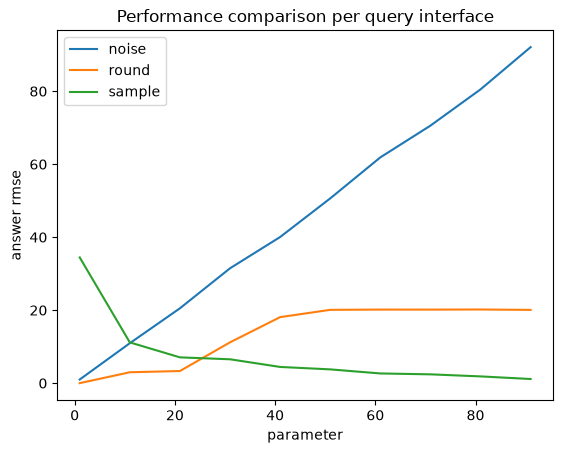 Performance comparison per query interface
noise
round
sample
answer rmse
80
60
40
20
0
0 20 40 60 80
parameter